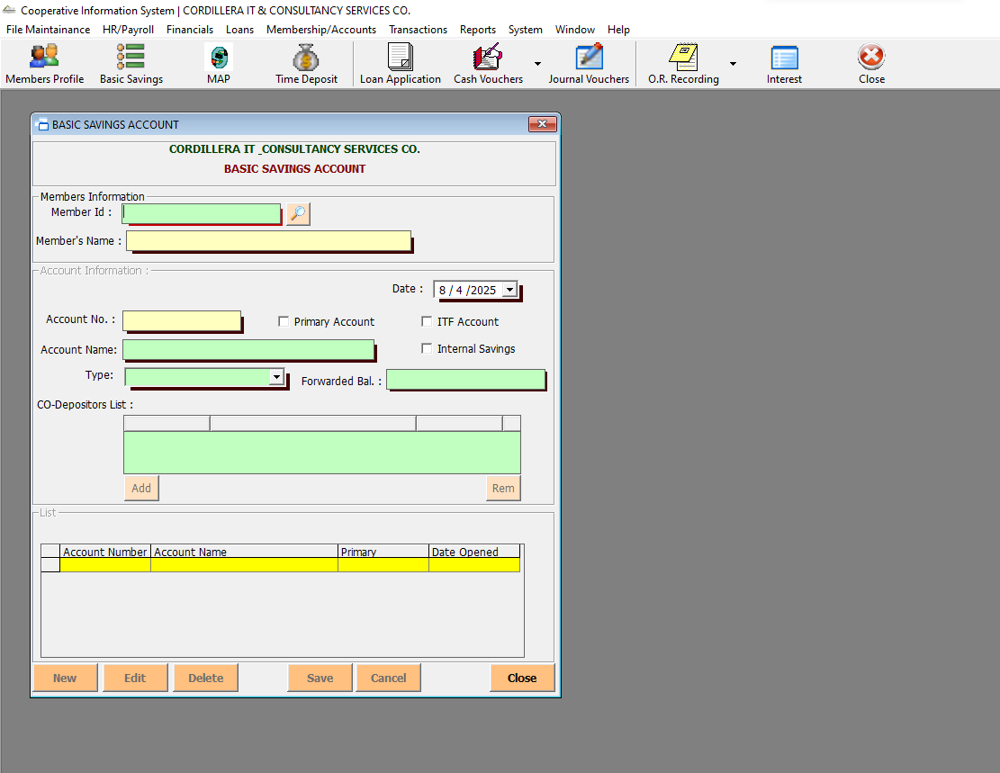 Cooperative Information System | CORDILLERA IT & CONSULTANCY SERVICES CO.
File Maintainance HR/Payroll Financials Loans Membership/Accounts Transactions Reports System Window Help
Members Profile Basic Savings MAP Time Deposit Loan Application Cash Vouchers Journal Vouchers O.R. Recording Interest Close
BASIC SAVINGS ACCOUNT
CORDILLERA IT _CONSULTANCY SERVICES CO.
BASIC SAVINGS ACCOUNT
Members Information
Member Id :
Member's Name :
Account Information :
Date : 8 / 4 /2025
Account No. : Primary Account ITF Account
Account Name: Internal Savings
Type: Forwarded Bal. :
CO-Depositors List :
Add Rem
List
Account Number Account Name Primary Date Opened
New Edit Delete Save Cancel Close